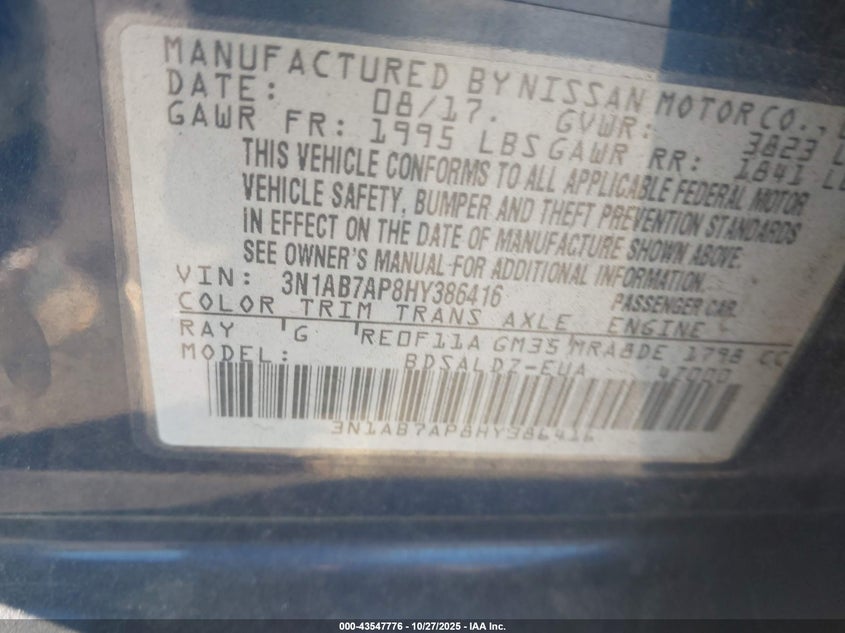 MANUFACTURED BY NISSAN MOTOR CO.,
DATE: 08/17. GVWR: 3823 L
GAWR FR: 1995 LBS GAWR RR: 1841 L
THIS VEHICLE CONFORMS TO ALL APPLICABLE FEDERAL MOTOR
VEHICLE SAFETY, BUMPER AND THEFT PREVENTION STANDARDS
IN EFFECT ON THE DATE OF MANUFACTURE SHOWN ABOVE.
SEE OWNER'S MANUAL FOR ADDITIONAL INFORMATION.
VIN: 3N1AB7AP8HY386416 PASSENGER CAR
COLOR TRIM TRANS AXLE ENGINE
RAY G RE0F11A GM35 MRA8DE 1798 CC
MODEL: BDSALDZ-EUA 47000
3N1AB7AP8HY386416
000-43547776 - 10/27/2025 - IAA Inc.